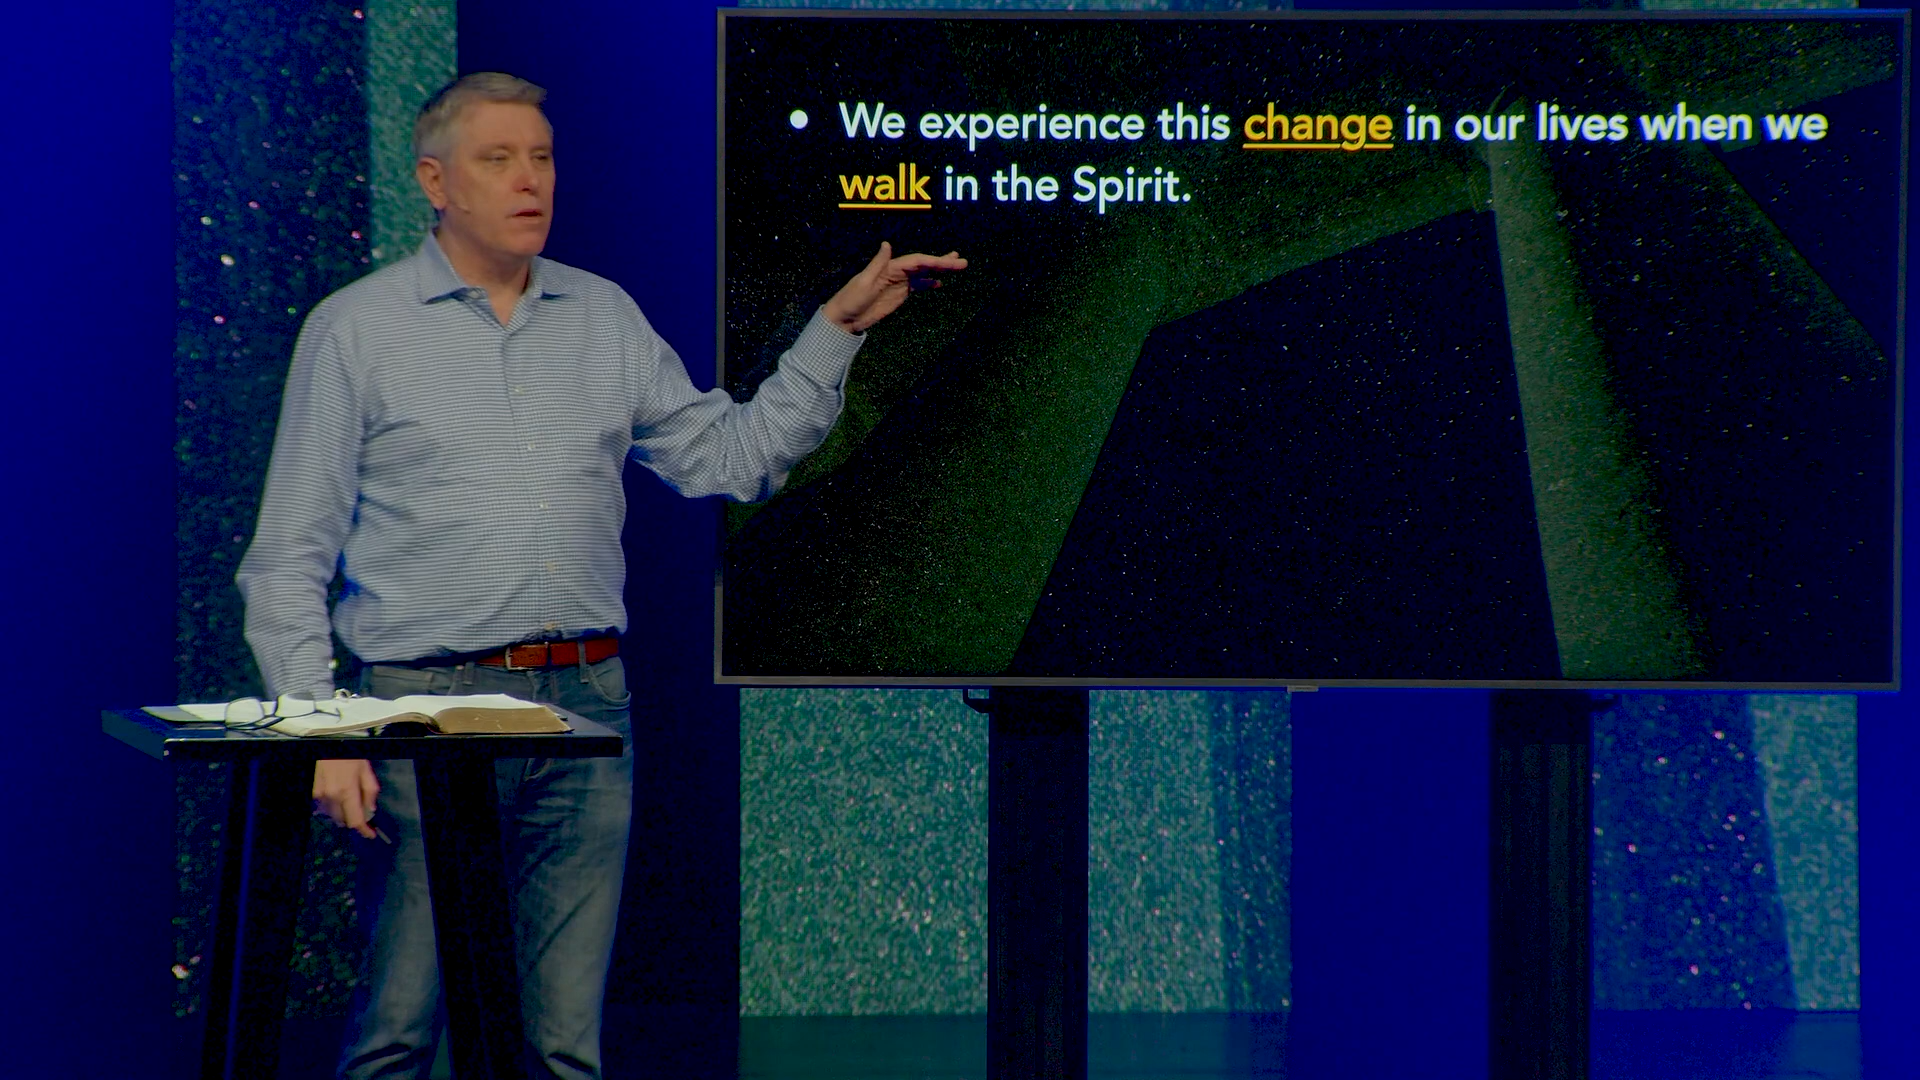 • We experience this change in our lives when we
walk in the Spirit.